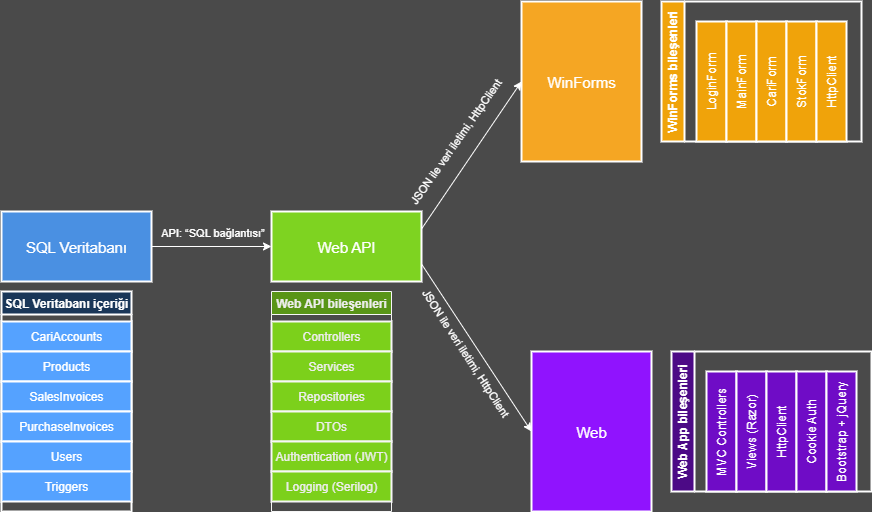 WinForms
WinForms bileşenleri
LoginForm
MainForm
CariForm
StokForm
HttpClient
JSON ile veri iletimi, HttpClient
SQL Veritabanı
API: “SQL bağlantısı”
Web API
JSON ile veri iletimi, HttpClient
SQL Veritabanı içeriği
CariAccounts
Products
SalesInvoices
PurchaseInvoices
Users
Triggers
Web API bileşenleri
Controllers
Services
Repositories
DTOs
Authentication (JWT)
Logging (Serilog)
Web
Web App bileşenleri
MVC Controllers
Views (Razor)
HttpClient
Cookie Auth
Bootstrap + jQuery